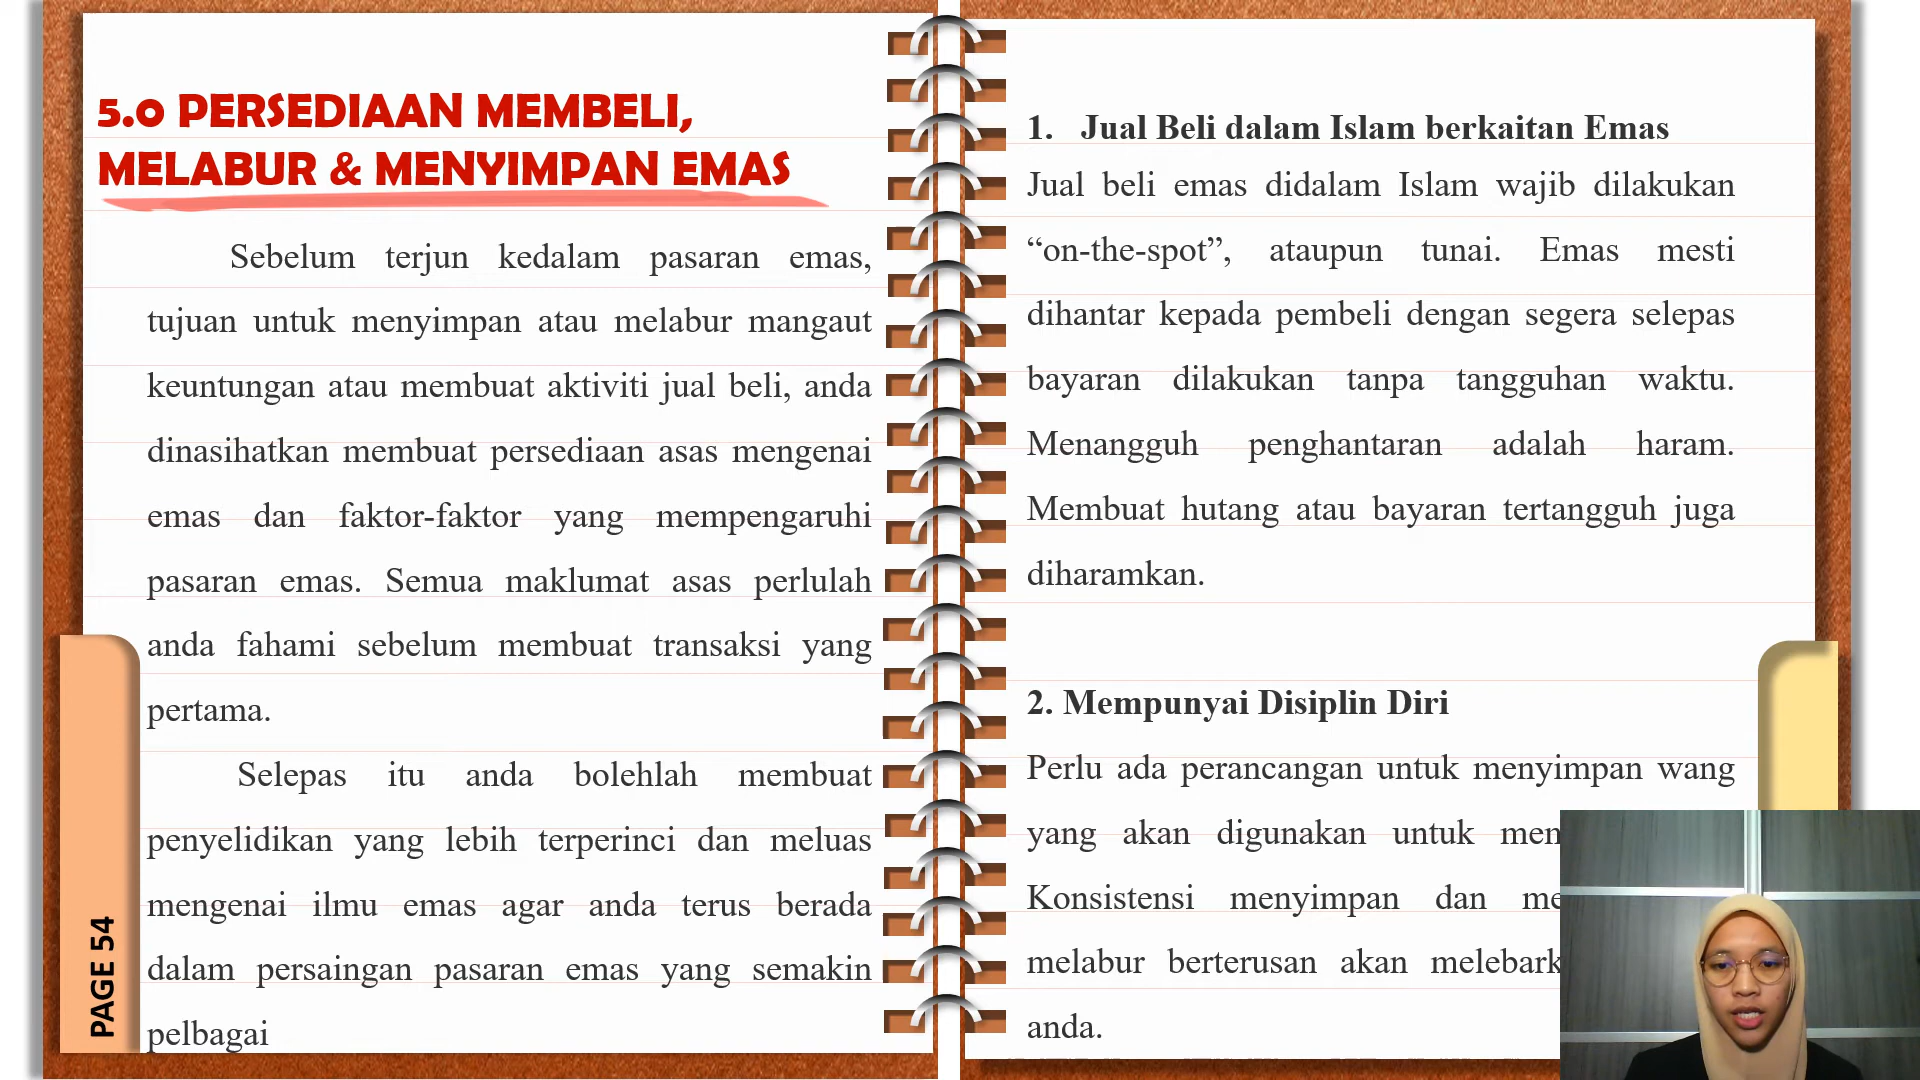 5.0 PERSEDIAAN MEMBELI,
MELABUR & MENYIMPAN EMAS
Sebelum terjun kedalam pasaran emas,
tujuan untuk menyimpan atau melabur mangaut
keuntungan atau membuat aktiviti jual beli, anda
dinasihatkan membuat persediaan asas mengenai
emas dan faktor-faktor yang mempengaruhi
pasaran emas. Semua maklumat asas perlulah
anda fahami sebelum membuat transaksi yang
pertama.
Selepas itu anda bolehlah membuat
penyelidikan yang lebih terperinci dan meluas
mengenai ilmu emas agar anda terus berada
dalam persaingan pasaran emas yang semakin
pelbagai
PAGE 54
1. Jual Beli dalam Islam berkaitan Emas
Jual beli emas didalam Islam wajib dilakukan
“on-the-spot”, ataupun tunai. Emas mesti
dihantar kepada pembeli dengan segera selepas
bayaran dilakukan tanpa tangguhan waktu.
Menangguh penghantaran adalah haram.
Membuat hutang atau bayaran tertangguh juga
diharamkan.
2. Mempunyai Disiplin Diri
Perlu ada perancangan untuk menyimpan wang
yang akan digunakan untuk
Konsistensi menyimpan dan
melabur berterusan akan
anda.